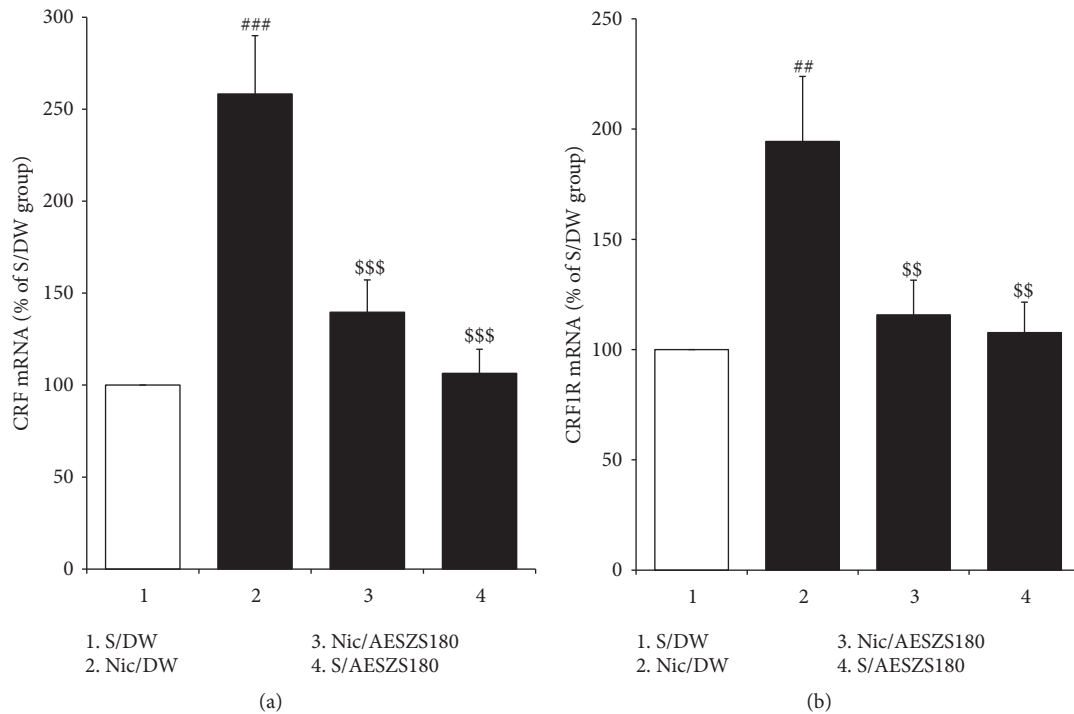 CRF mRNA (% of S/DW group)
300
250
200
150
100
50
0
###
$$$
$$$
1 2 3 4
1. S/DW 3. Nic/AESZS180
2. Nic/DW 4. S/AESZS180
(a)
CRF1R mRNA (% of S/DW group)
250
200
150
100
50
0
##
$$
$$
1 2 3 4
1. S/DW 3. Nic/AESZS180
2. Nic/DW 4. S/AESZS180
(b)